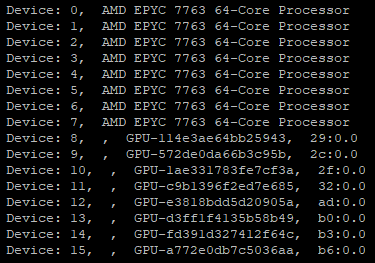 Device: 0,  AMD EPYC 7763 64-Core Processor
Device: 1,  AMD EPYC 7763 64-Core Processor
Device: 2,  AMD EPYC 7763 64-Core Processor
Device: 3,  AMD EPYC 7763 64-Core Processor
Device: 4,  AMD EPYC 7763 64-Core Processor
Device: 5,  AMD EPYC 7763 64-Core Processor
Device: 6,  AMD EPYC 7763 64-Core Processor
Device: 7,  AMD EPYC 7763 64-Core Processor
Device: 8,  ,  GPU-114e3ae64bb25943,  29:0.0
Device: 9,  ,  GPU-572de0da66b3c95b,  2c:0.0
Device: 10,  ,  GPU-1ae331783fe7cf3a,  2f:0.0
Device: 11,  ,  GPU-c9b1396f2ed7e685,  32:0.0
Device: 12,  ,  GPU-e3818bdd5d20905a,  ad:0.0
Device: 13,  ,  GPU-d3ff1f4135b58b49,  b0:0.0
Device: 14,  ,  GPU-fd391d327412f64c,  b3:0.0
Device: 15,  ,  GPU-a772e0db7c5036aa,  b6:0.0